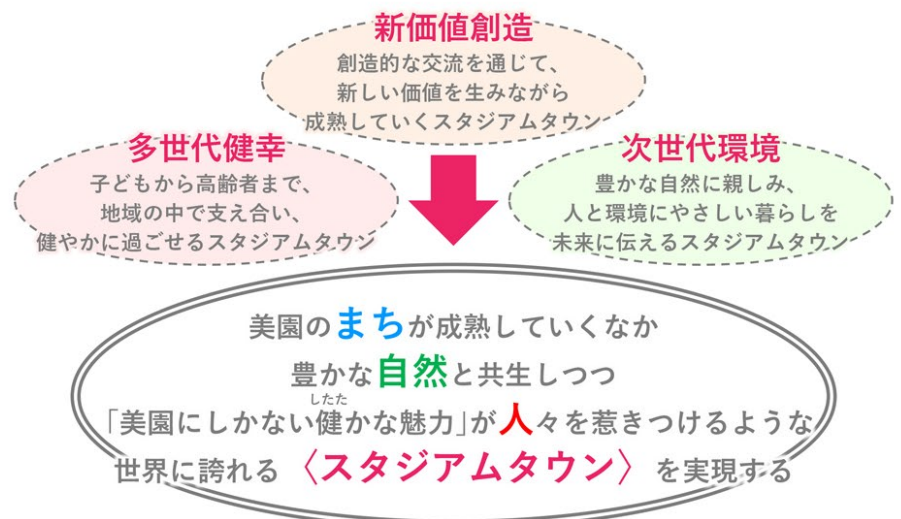 新価値創造
創造的な交流を通じて、
新しい価値を生みながら
成熟していくスタジアムタウン
多世代健幸
子どもから高齢者まで、
地域の中で支え合い、
健やかに過ごせるスタジアムタウン
次世代環境
豊かな自然に親しみ、
人と環境にやさしい暮らしを
未来に伝えるスタジアムタウン
美園のまちが成熟していくなか
豊かな自然と共生しつつ
したた
「美園にしかない健かな魅力」が人々を惹きつけるような
世界に誇れる〈スタジアムタウン〉を実現する